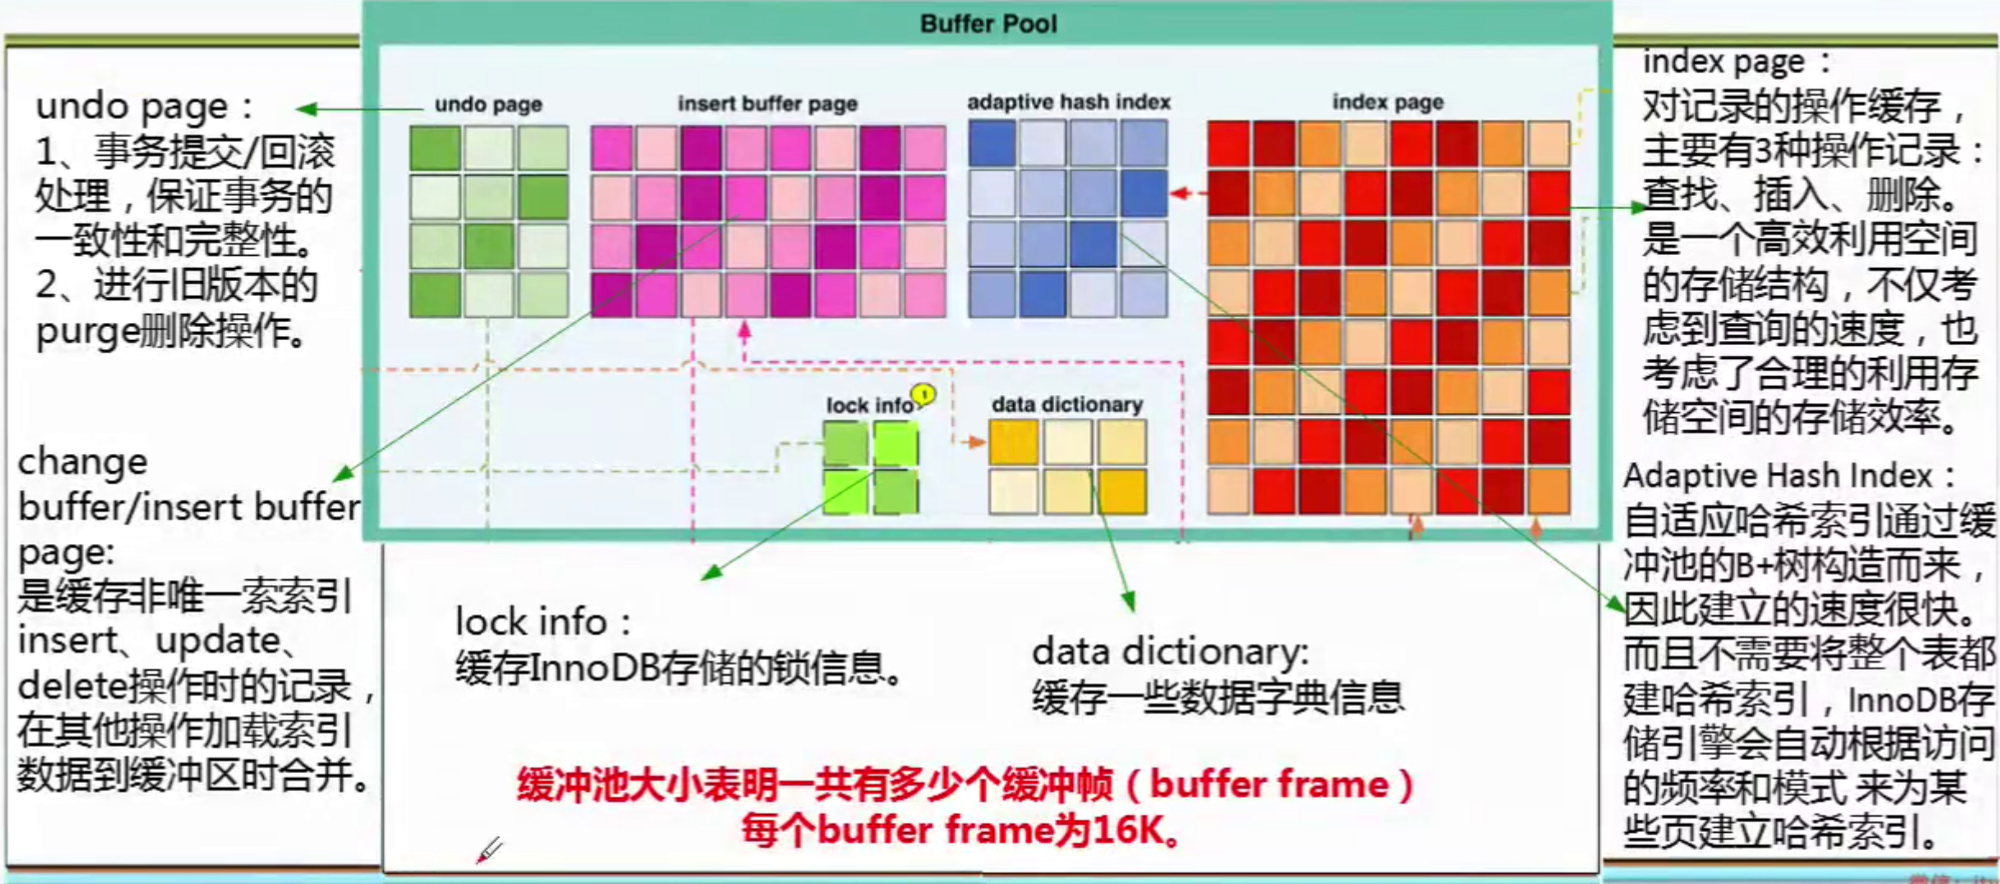 Buffer Pool
undo page
insert buffer page
adaptive hash index
index page
lock info
data dictionary
undo page：
1、事务提交/回滚
处理，保证事务的
一致性和完整性。
2、进行旧版本的
purge删除操作。
change
buffer/insert buffer
page:
是缓存非唯一索索引
insert、update、
delete操作时的记录，
在其他操作加载索引
数据到缓冲区时合并。
lock info：
缓存InnoDB存储的锁信息。
data dictionary:
缓存一些数据字典信息
缓冲池大小表明一共有多少个缓冲帧（buffer frame）
每个buffer frame为16K。
index page：
对记录的操作缓存，
主要有3种操作记录：
查找、插入、删除。
是一个高效利用空间
的存储结构，不仅考
虑到查询的速度，也
考虑了合理的利用存
储空间的存储效率。
Adaptive Hash Index：
自适应哈希索引通过缓
冲池的B+树构造而来，
因此建立的速度很快。
而且不需要将整个表都
建哈希索引，InnoDB存
储引擎会自动根据访问
的频率和模式 来为某
些页建立哈希索引。